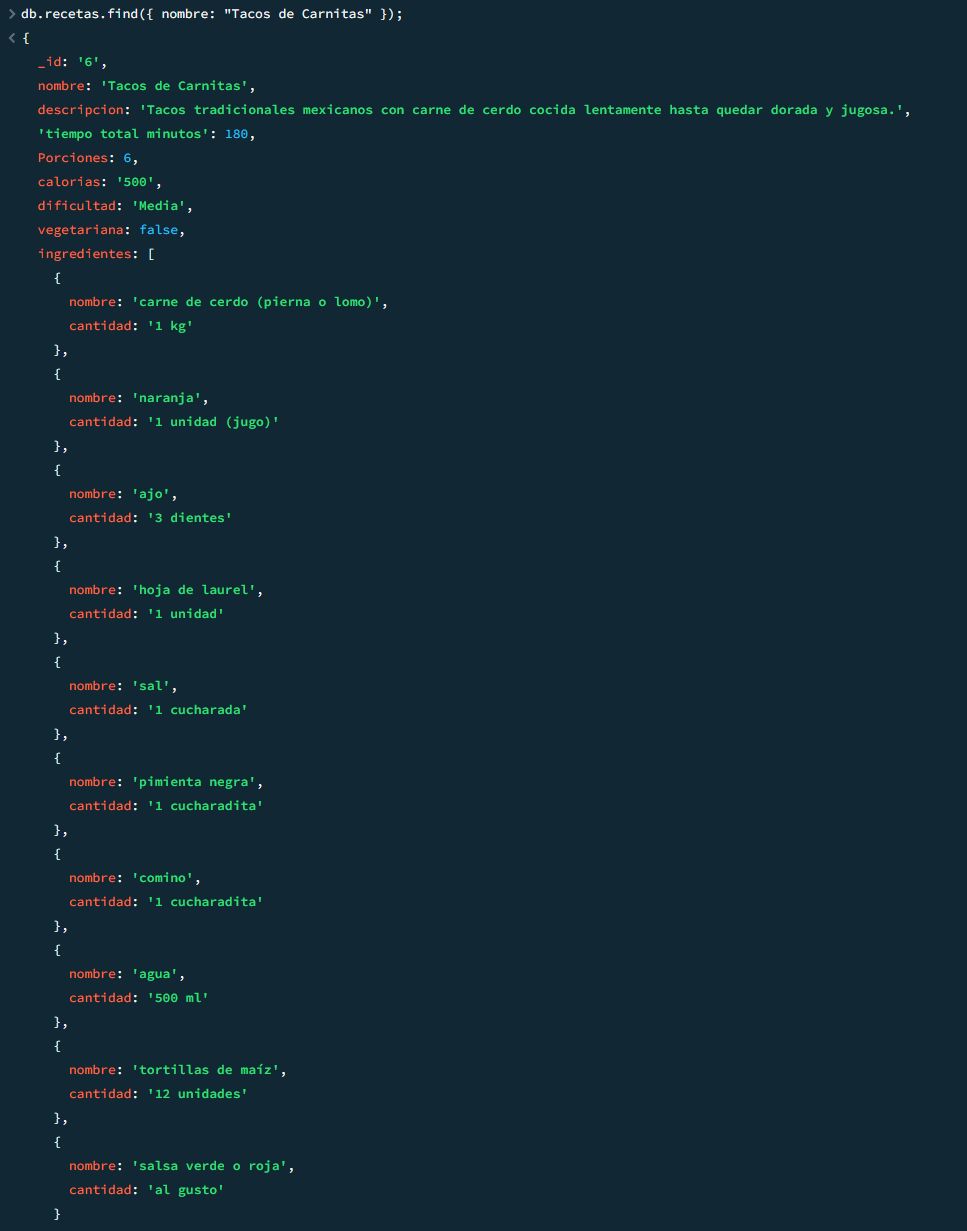 > db.recetas.find({ nombre: "Tacos de Carnitas" });
< {
_id: '6',
nombre: 'Tacos de Carnitas',
descripcion: 'Tacos tradicionales mexicanos con carne de cerdo cocida lentamente hasta quedar dorada y jugosa.',
'tiempo total minutos': 180,
Porciones: 6,
calorias: '500',
dificultad: 'Media',
vegetariana: false,
ingredientes: [
{
nombre: 'carne de cerdo (pierna o lomo)',
cantidad: '1 kg'
},
{
nombre: 'naranja',
cantidad: '1 unidad (jugo)'
},
{
nombre: 'ajo',
cantidad: '3 dientes'
},
{
nombre: 'hoja de laurel',
cantidad: '1 unidad'
},
{
nombre: 'sal',
cantidad: '1 cucharada'
},
{
nombre: 'pimienta negra',
cantidad: '1 cucharadita'
},
{
nombre: 'comino',
cantidad: '1 cucharadita'
},
{
nombre: 'agua',
cantidad: '500 ml'
},
{
nombre: 'tortillas de maíz',
cantidad: '12 unidades'
},
{
nombre: 'salsa verde o roja',
cantidad: 'al gusto'
}